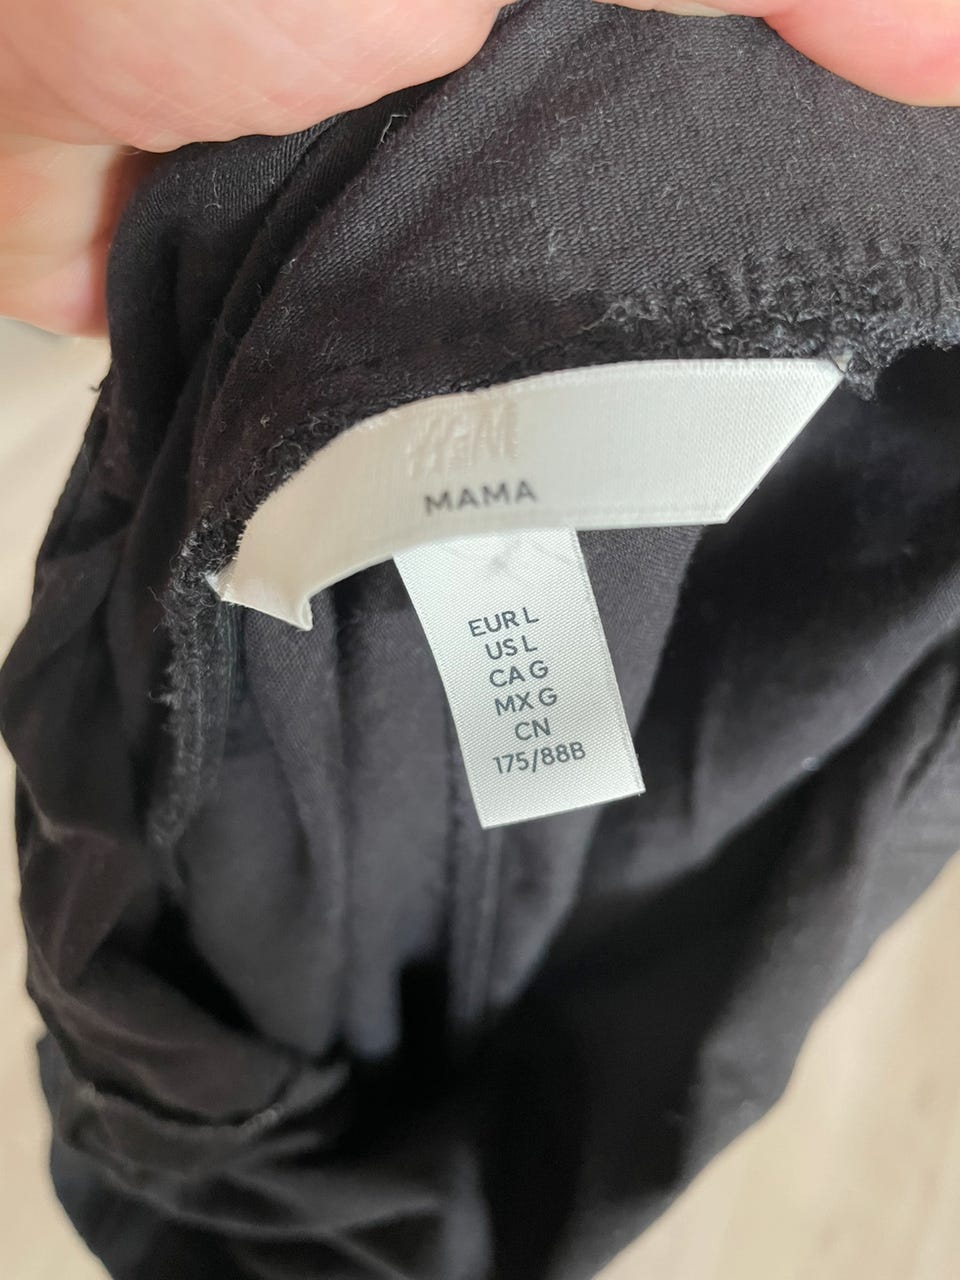 H&M
MAMA
EUR L
US L
CA G
MX G
CN
175/88B